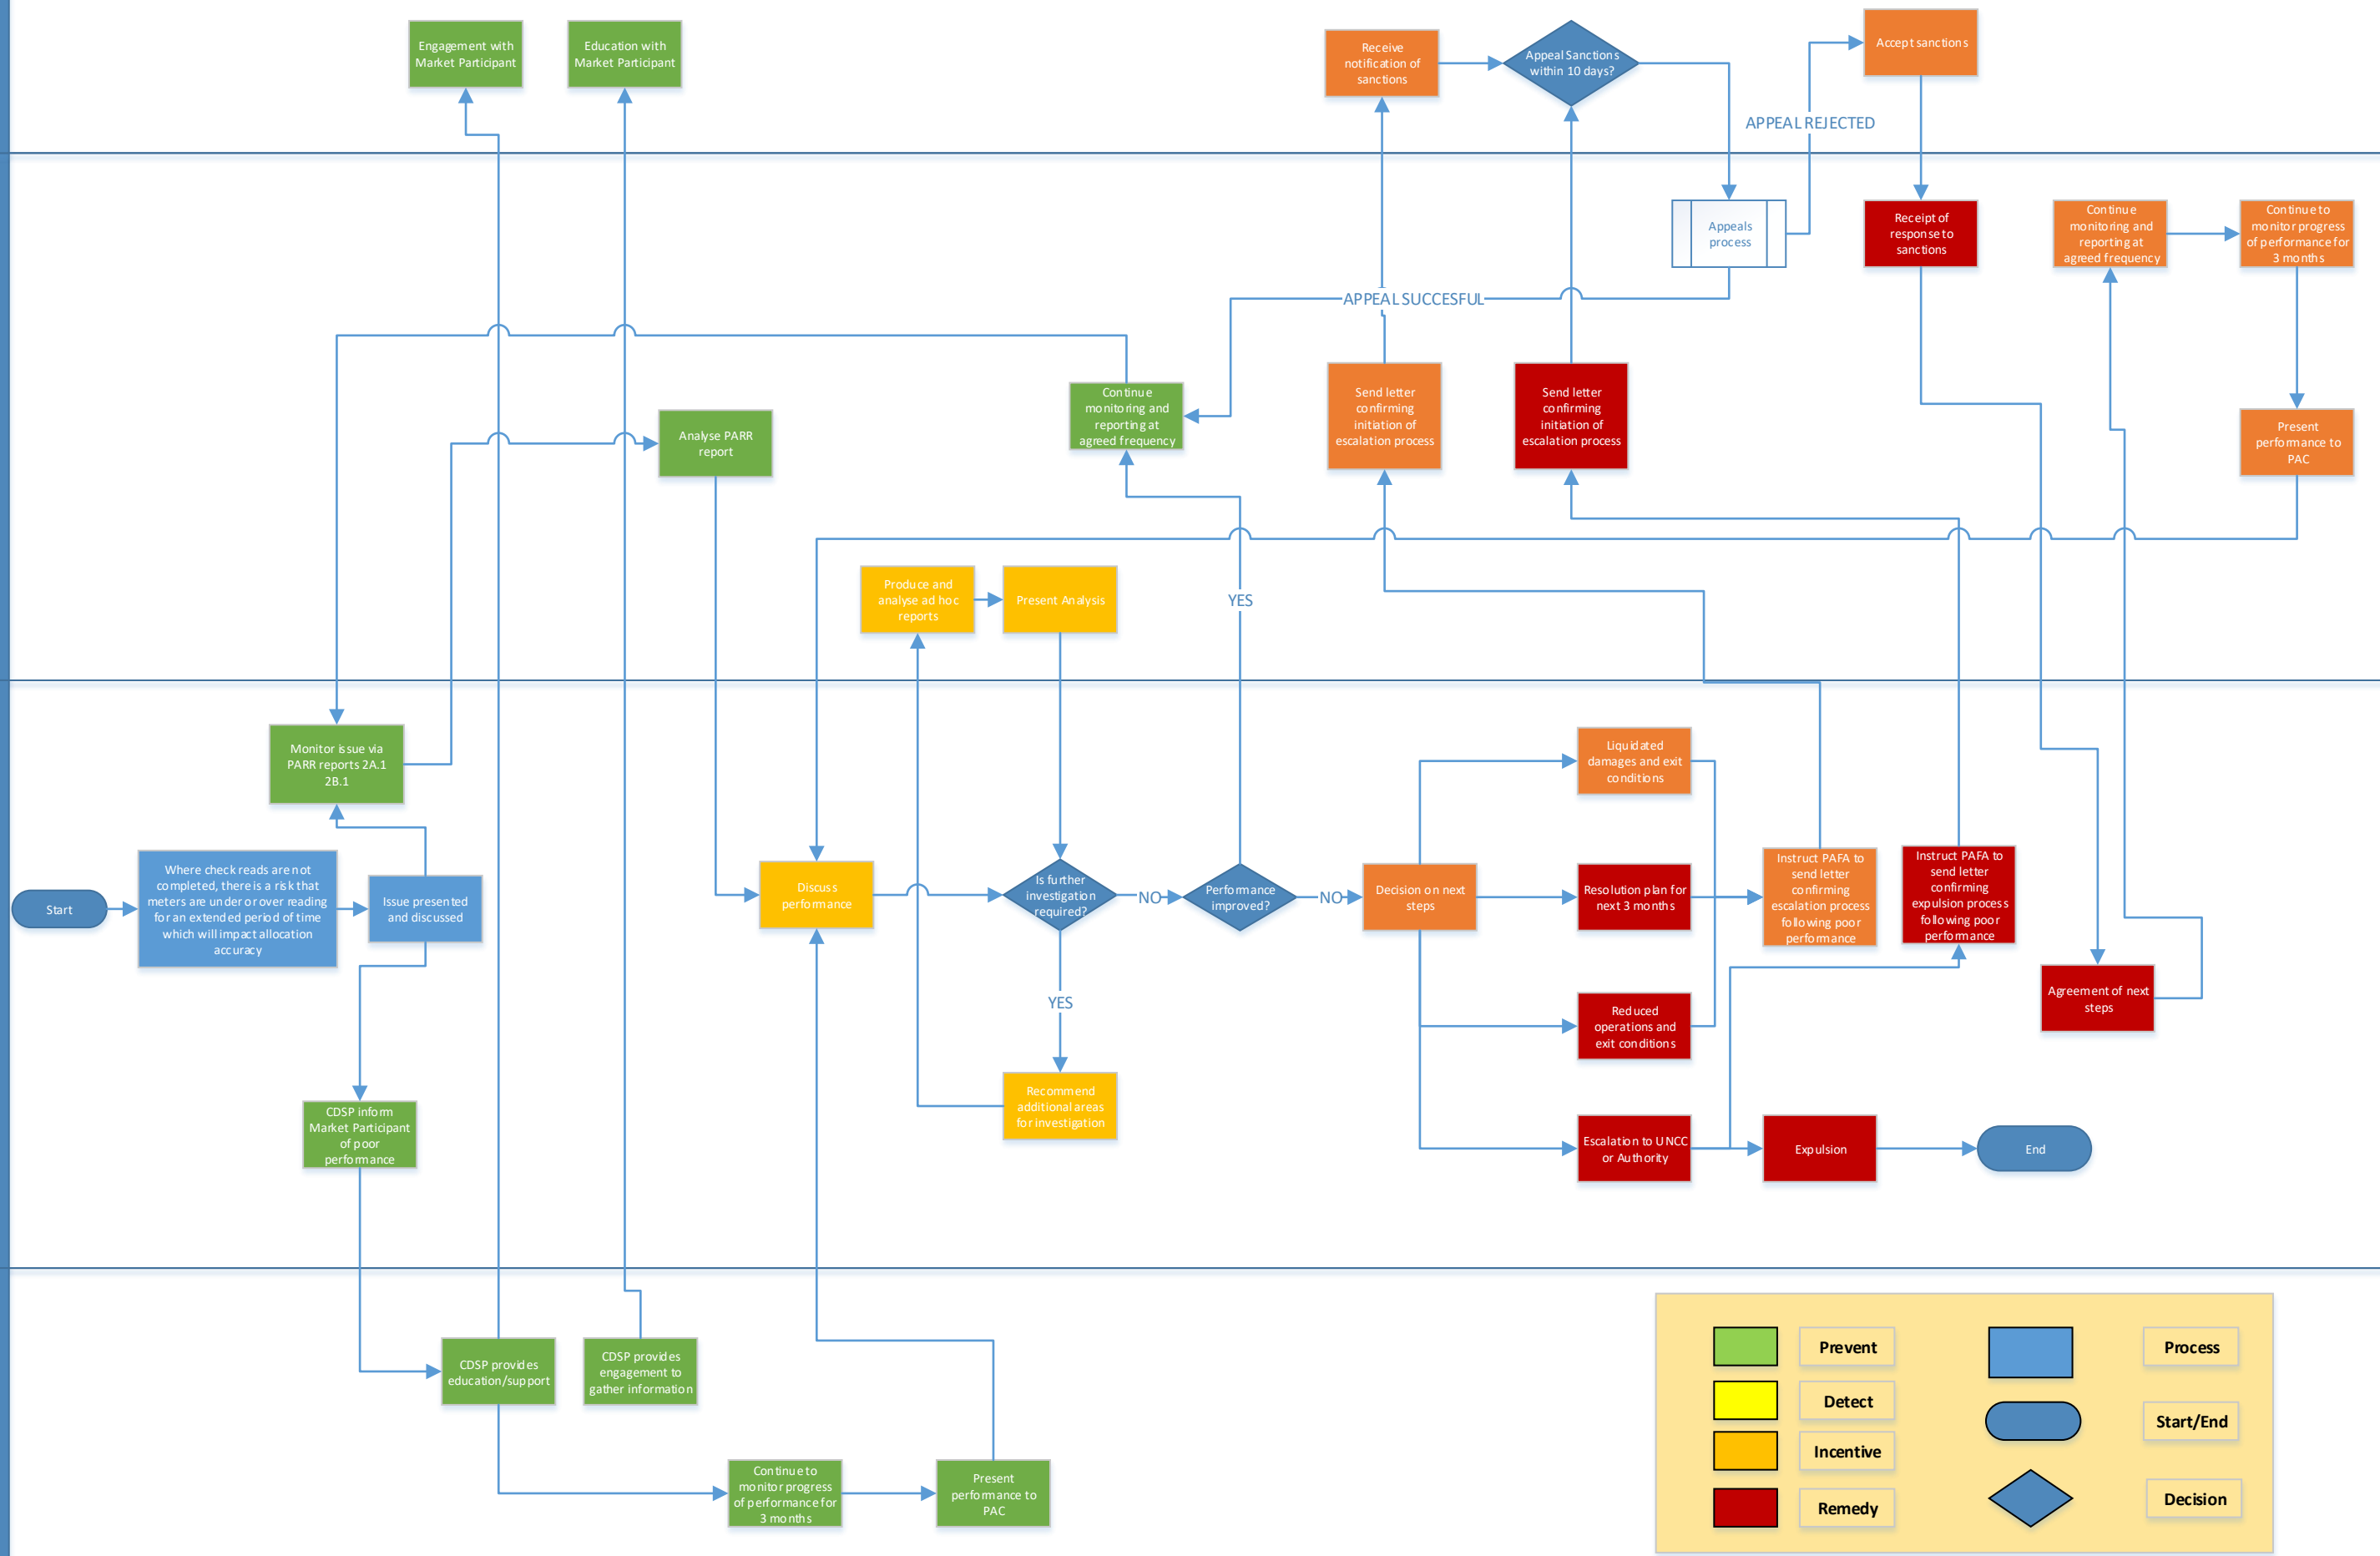 Engagement with
Market Participant
Education with
Market Participant
Receive
notification of
sanctions
Appeal Sanctions
within 10 days?
Accept sanctions
APPEAL REJECTED
Appeals
process
Receipt of
response to
sanctions
Continue
monitoring and
reporting at
agreed frequency
Continue to
monitor progress
of performance for
3 months
APPEAL SUCCESFUL
Continue
monitoring and
reporting at
agreed frequency
Send letter
confirming
initiation of
escalation process
Send letter
confirming
initiation of
escalation process
Analyse PARR
report
Present
performance to
PAC
Produce and
analyse ad hoc
reports
Present Analysis
YES
Monitor issue via
PARR reports 2A.1
2B.1
Liquidated
damages and exit
conditions
Start
Where check reads are not
completed, there is a risk that
meters are under or over reading
for an extended period of time
which will impact allocation
accuracy
Issue presented
and discussed
Discuss
performance
Is further
investigation
required?
NO
Performance
improved?
NO
Decision on next
steps
Resolution plan for
next 3 months
Instruct PAFA to
send letter
confirming
escalation process
following poor
performance
Instruct PAFA to
send letter
confirming
expulsion process
following poor
performance
Agreement of next
steps
YES
Reduced
operations and
exit conditions
Recommend
additional areas
for investigation
CDSP inform
Market Participant
of poor
performance
Escalation to UNCC
or Authority
Expulsion
End
CDSP provides
education/support
CDSP provides
engagement to
gather information
Continue to
monitor progress
of performance for
3 months
Present
performance to
PAC
Prevent
Process
Detect
Start/End
Incentive
Remedy
Decision